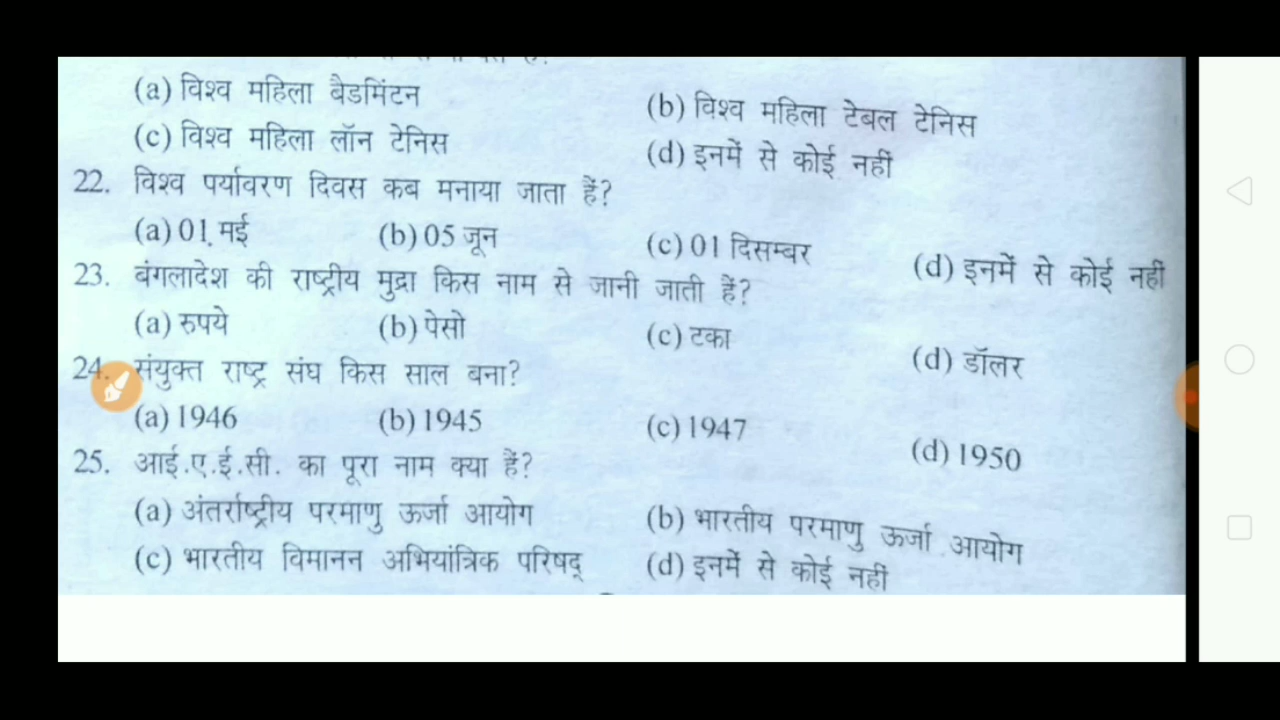 (a) विश्व महिला बैडमिंटन (b) विश्व महिला टेबल टेनिस
(c) विश्व महिला लॉन टेनिस (d) इनमें से कोई नहीं
22. विश्व पर्यावरण दिवस कब मनाया जाता हैं?
(a) 01 मई (b) 05 जून (c) 01 दिसम्बर (d) इनमें से कोई नहीं
23. बंगलादेश की राष्ट्रीय मुद्रा किस नाम से जानी जाती हैं?
(a) रुपये (b) पेसो (c) टका (d) डॉलर
24. संयुक्त राष्ट्र संघ किस साल बना?
(a) 1946 (b) 1945 (c) 1947 (d) 1950
25. आई.ए.ई.सी. का पूरा नाम क्या हैं?
(a) अंतर्राष्ट्रीय परमाणु ऊर्जा आयोग (b) भारतीय परमाणु ऊर्जा आयोग
(c) भारतीय विमानन अभियांत्रिक परिषद् (d) इनमें से कोई नहीं